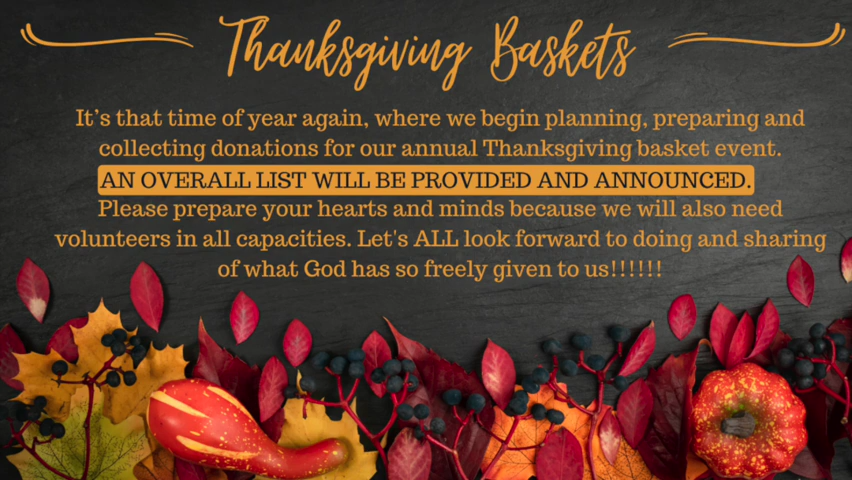 Thanksgiving Baskets
It's that time of year again, where we begin planning, preparing and
collecting donations for our annual Thanksgiving basket event.
AN OVERALL LIST WILL BE PROVIDED AND ANNOUNCED.
Please prepare your hearts and minds because we will also need
volunteers in all capacities. Let's ALL look forward to doing and sharing
of what God has so freely given to us!!!!!!